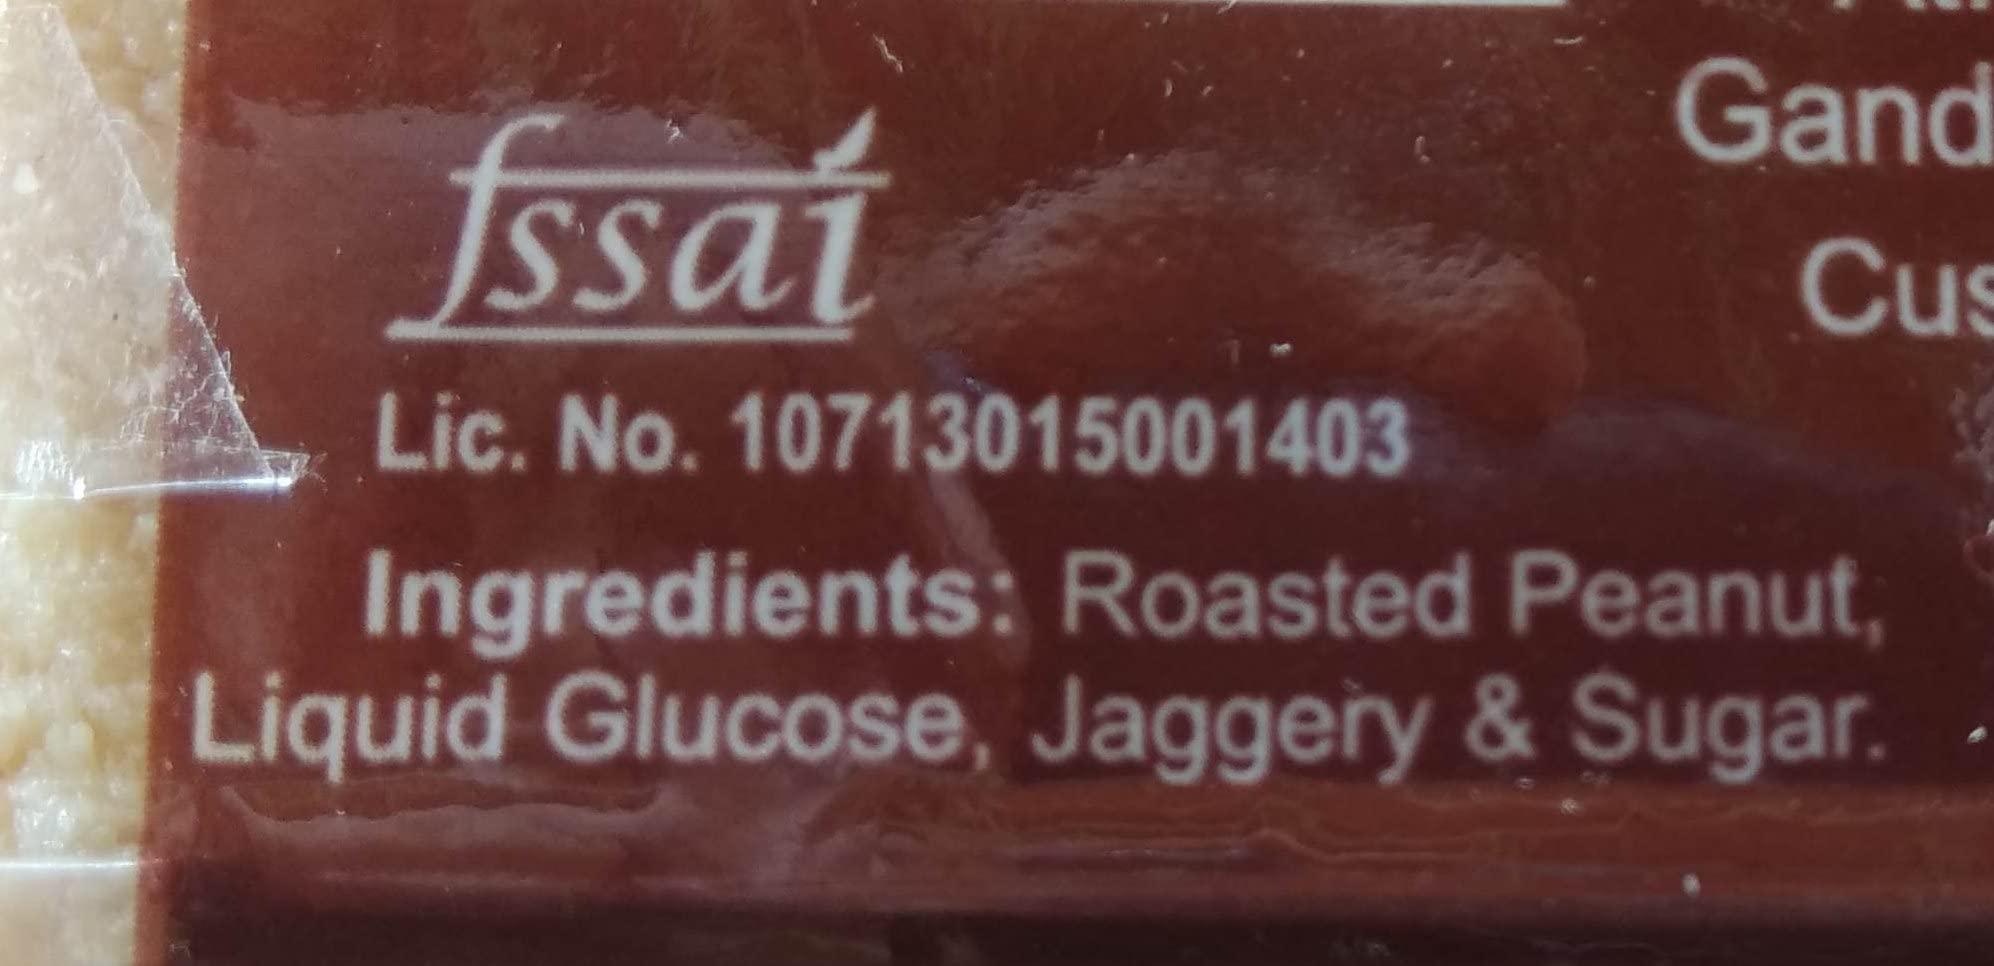 Gand
Cus
fssai
Lic. No. 10713015001403
Ingredients: Roasted Peanut,
Liquid Glucose, Jaggery & Sugar.